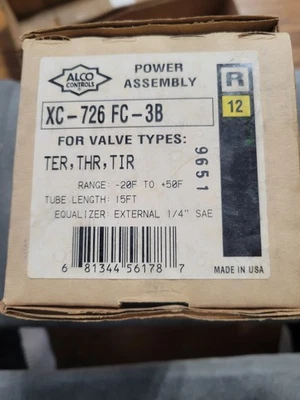 ALCO
CONTROLS
POWER
ASSEMBLY
R
12
XC-726 FC-3B
FOR VALVE TYPES:
TER,THR,TIR
9651
RANGE: -20F TO +50F
TUBE LENGTH: 15FT
EQUALIZER: EXTERNAL 1/4" SAE
6 81344 56178 7
MADE IN USA